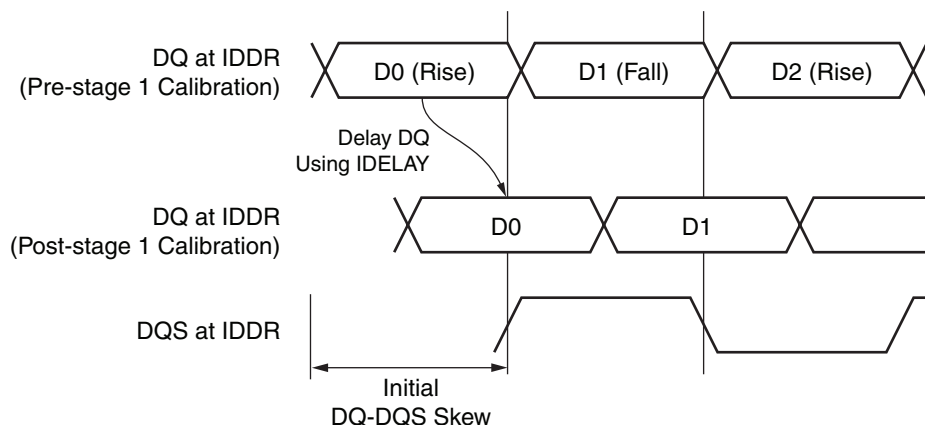 DQ at IDDR
(Pre-stage 1 Calibration)
D0 (Rise)
D1 (Fall)
D2 (Rise)
Delay DQ
Using IDELAY
DQ at IDDR
(Post-stage 1 Calibration)
D0
D1
DQS at IDDR
Initial
DQ-DQS Skew